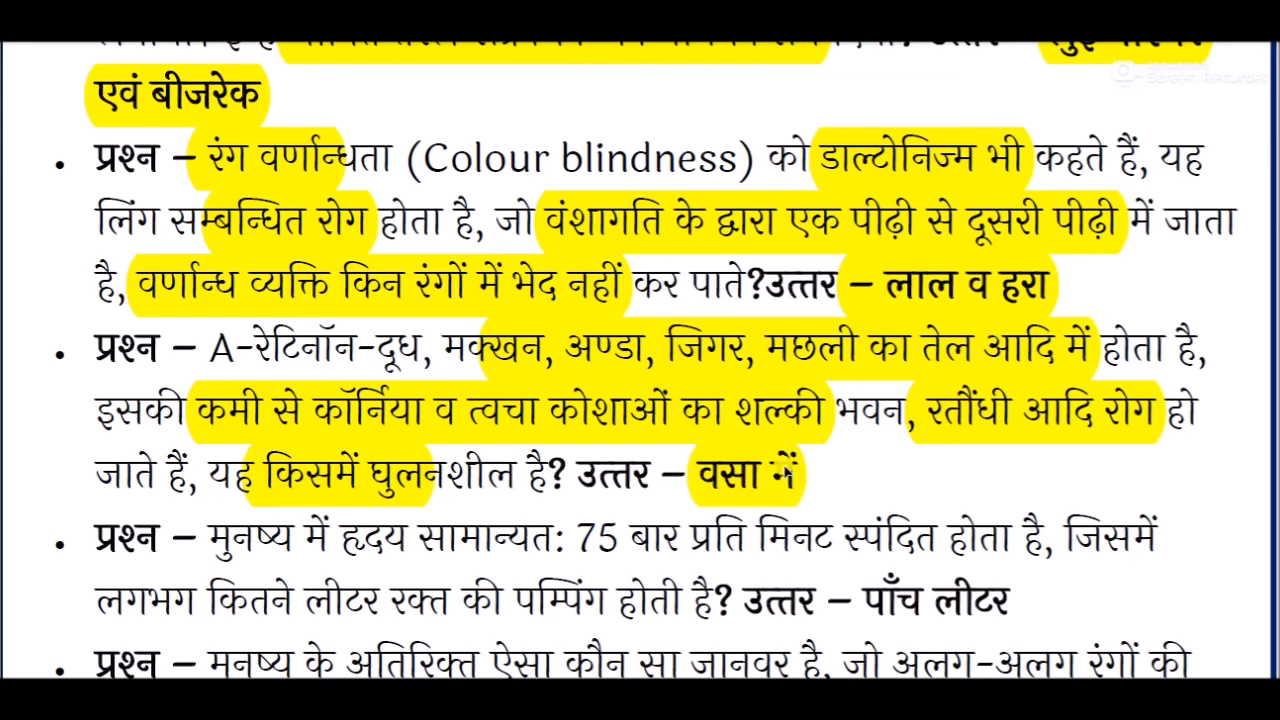 एवं बीजरेक
• प्रश्न – रंग वर्णान्धता (Colour blindness) को डाल्टोनिज्म भी कहते हैं, यह
लिंग सम्बन्धित रोग होता है, जो वंशागति के द्वारा एक पीढ़ी से दूसरी पीढ़ी में जाता
है, वर्णान्ध व्यक्ति किन रंगों में भेद नहीं कर पाते?उत्तर – लाल व हरा
• प्रश्न – A-रेटिनॉन-दूध, मक्खन, अण्डा, जिगर, मछली का तेल आदि में होता है,
इसकी कमी से कॉर्निया व त्वचा कोशाओं का शल्की भवन, रतौंधी आदि रोग हो
जाते हैं, यह किसमें घुलनशील है? उत्तर – वसा में
• प्रश्न – मुनष्य में हृदय सामान्यत: 75 बार प्रति मिनट स्पंदित होता है, जिसमें
लगभग कितने लीटर रक्त की पम्पिंग होती है? उत्तर – पाँच लीटर
• प्रश्न – मनष्य के अतिरिक्त ऐसा कौन सा जानवर है, जो अलग-अलग रंगों की
Screen Recorder